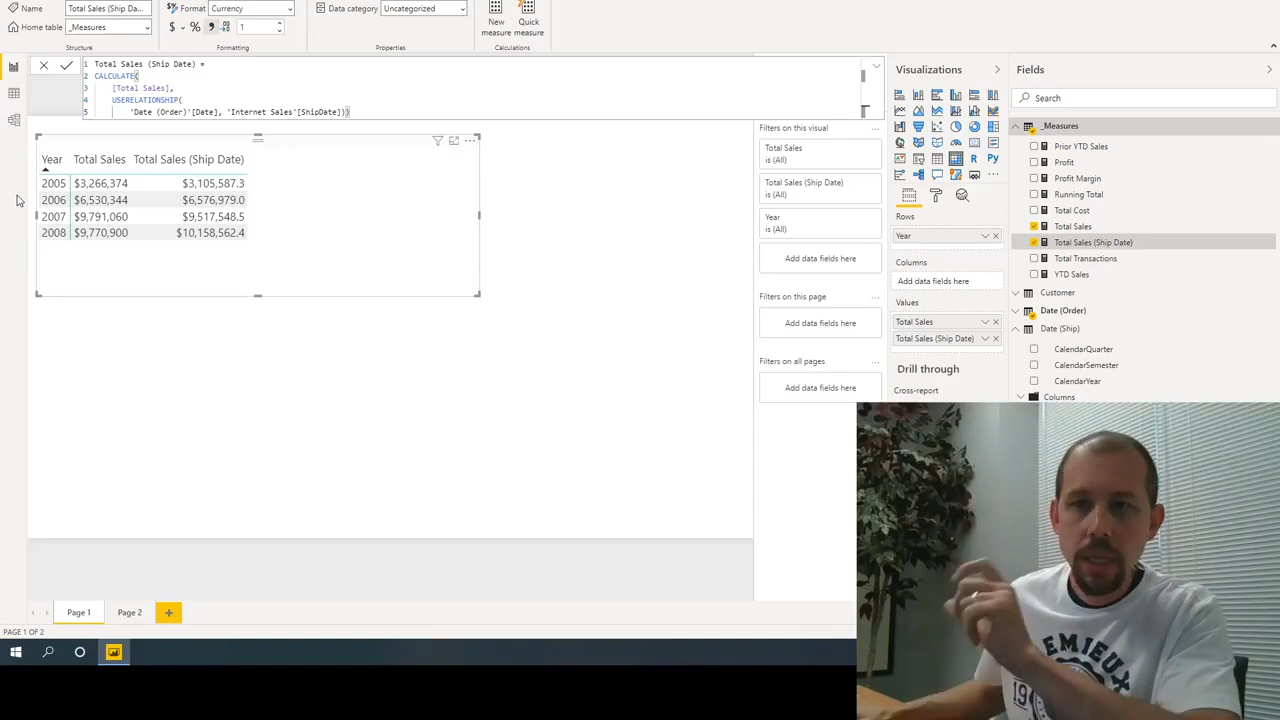 Name
Total Sales (Ship Da...
Format
Currency
Data category
Uncategorized
New measure
Quick measure
Home table
_Measures
$
%
1
Structure
Formatting
Properties
Calculations
1 Total Sales (Ship Date) =
2 CALCULATE(
3 [Total Sales],
4 USERELATIONSHIP(
5 'Date (Order)'[Date], 'Internet Sales'[ShipDate]))
Year Total Sales Total Sales (Ship Date)
2005 $3,266,374 $3,105,587.3
2006 $6,530,344 $6,576,979.0
2007 $9,791,060 $9,517,548.5
2008 $9,770,900 $10,158,562.4
Filters on this visual
Total Sales
is (All)
Total Sales (Ship Date)
is (All)
Year
is (All)
Add data fields here
Filters on this page
Add data fields here
Filters on all pages
Add data fields here
Visualizations
R
Py
Rows
Year
Columns
Add data fields here
Values
Total Sales
Total Sales (Ship Date)
Drill through
Cross-report
Fields
Search
_Measures
Prior YTD Sales
Profit
Profit Margin
Running Total
Total Cost
Total Sales
Total Sales (Ship Date)
Total Transactions
YTD Sales
Customer
Date (Order)
Date (Ship)
CalendarQuarter
CalendarSemester
CalendarYear
Columns
Page 1
Page 2
PAGE 1 OF 2
EMIEUX
19